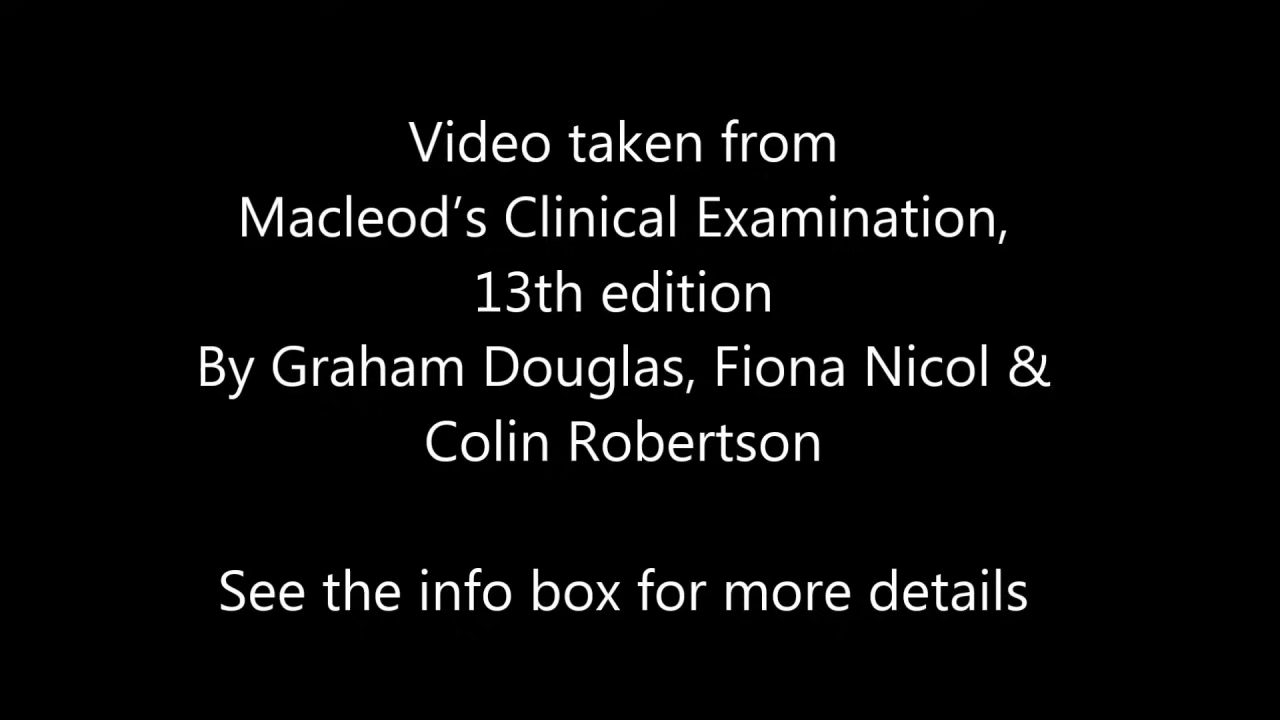 Video taken from
Macleod’s Clinical Examination,
13th edition
By Graham Douglas, Fiona Nicol &
Colin Robertson
See the info box for more details